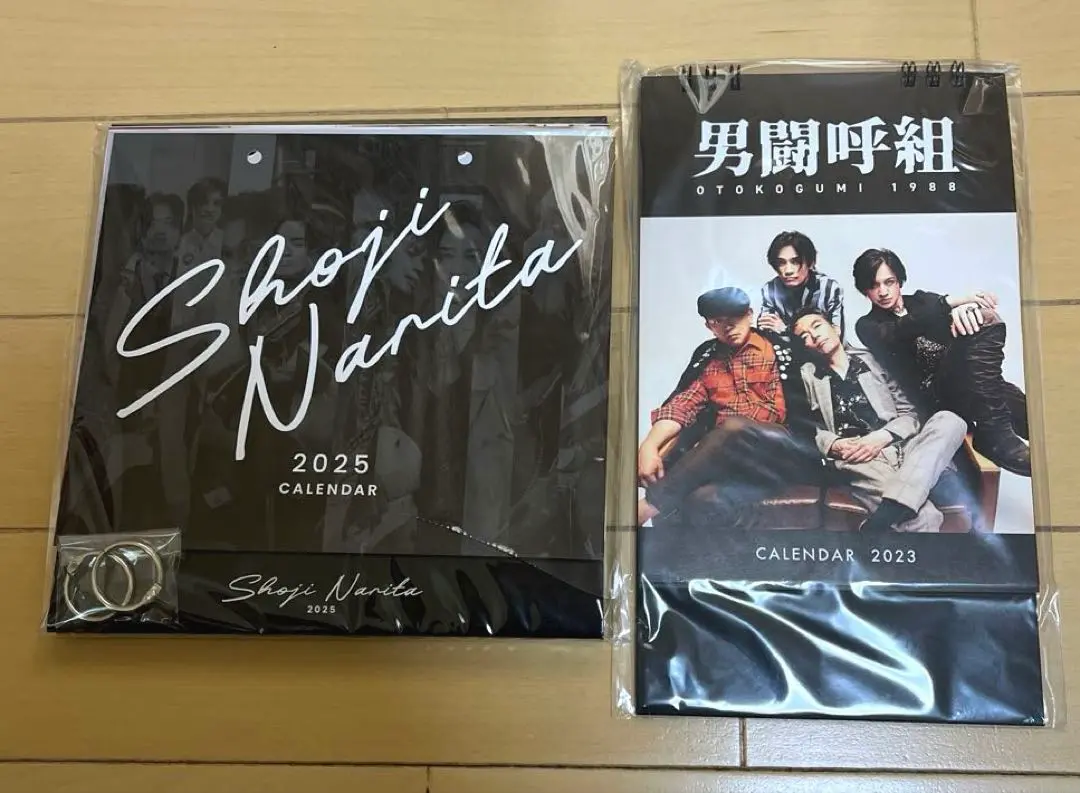 Shoji
Narita
2025
CALENDAR
Shoji Narita
2025
男闘呼組
OTOKOGUMI 1988
CALENDAR 2023